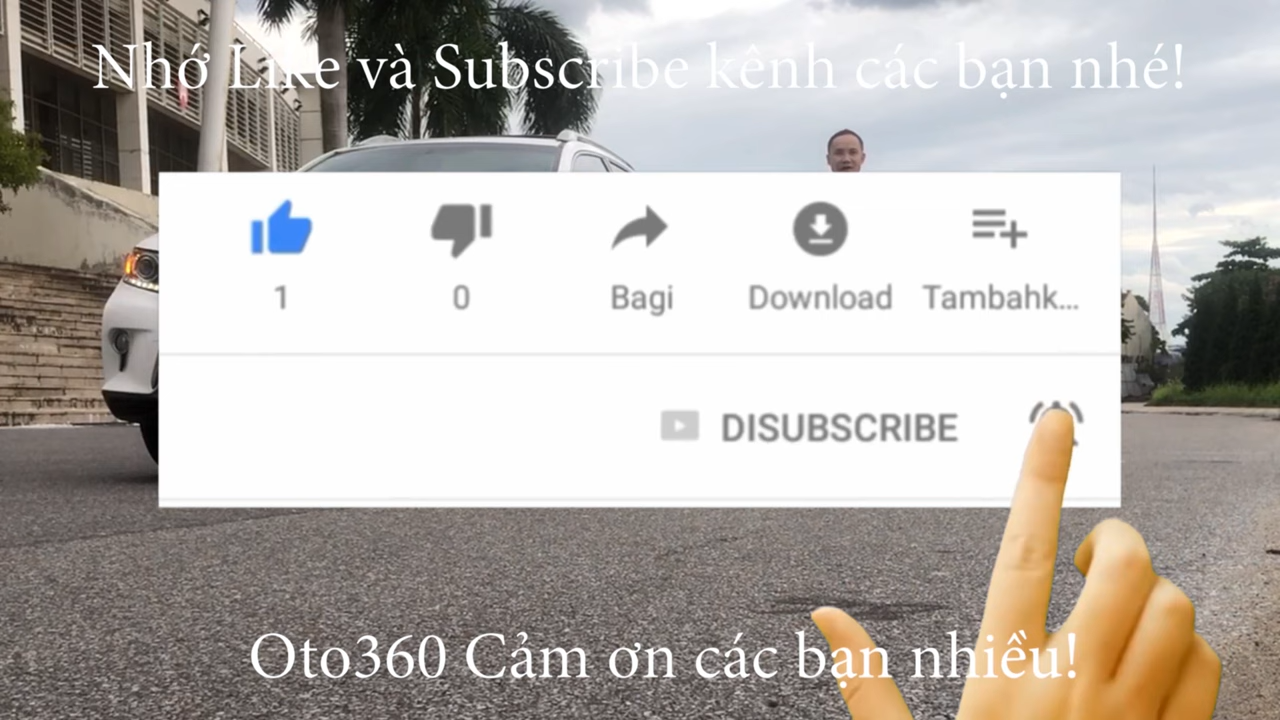 Nhớ Like và Subscribe kênh các bạn nhé!
1
0
Bagi
Download
Tambahk...
DISUBSCRIBE
Oto360 Cảm ơn các bạn nhiều!